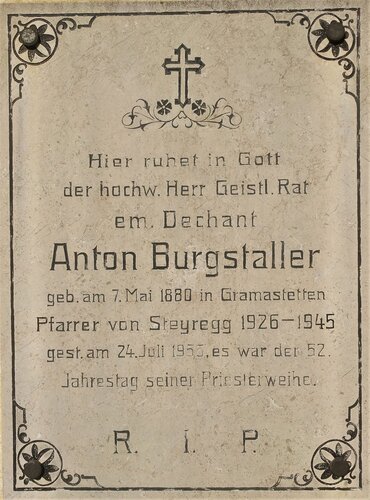 Hier ruhet in Gott
der hochw. Herr Geistl. Rat
em. Dechant
Anton Burgstaller
geb. am 7. Mai 1880 in Gramastetten
Pfarrer von Steyregg 1926–1945
gest. am 24. Juli 1955, es war der 52.
Jahrestag seiner Priesterweihe.
R. I. P.